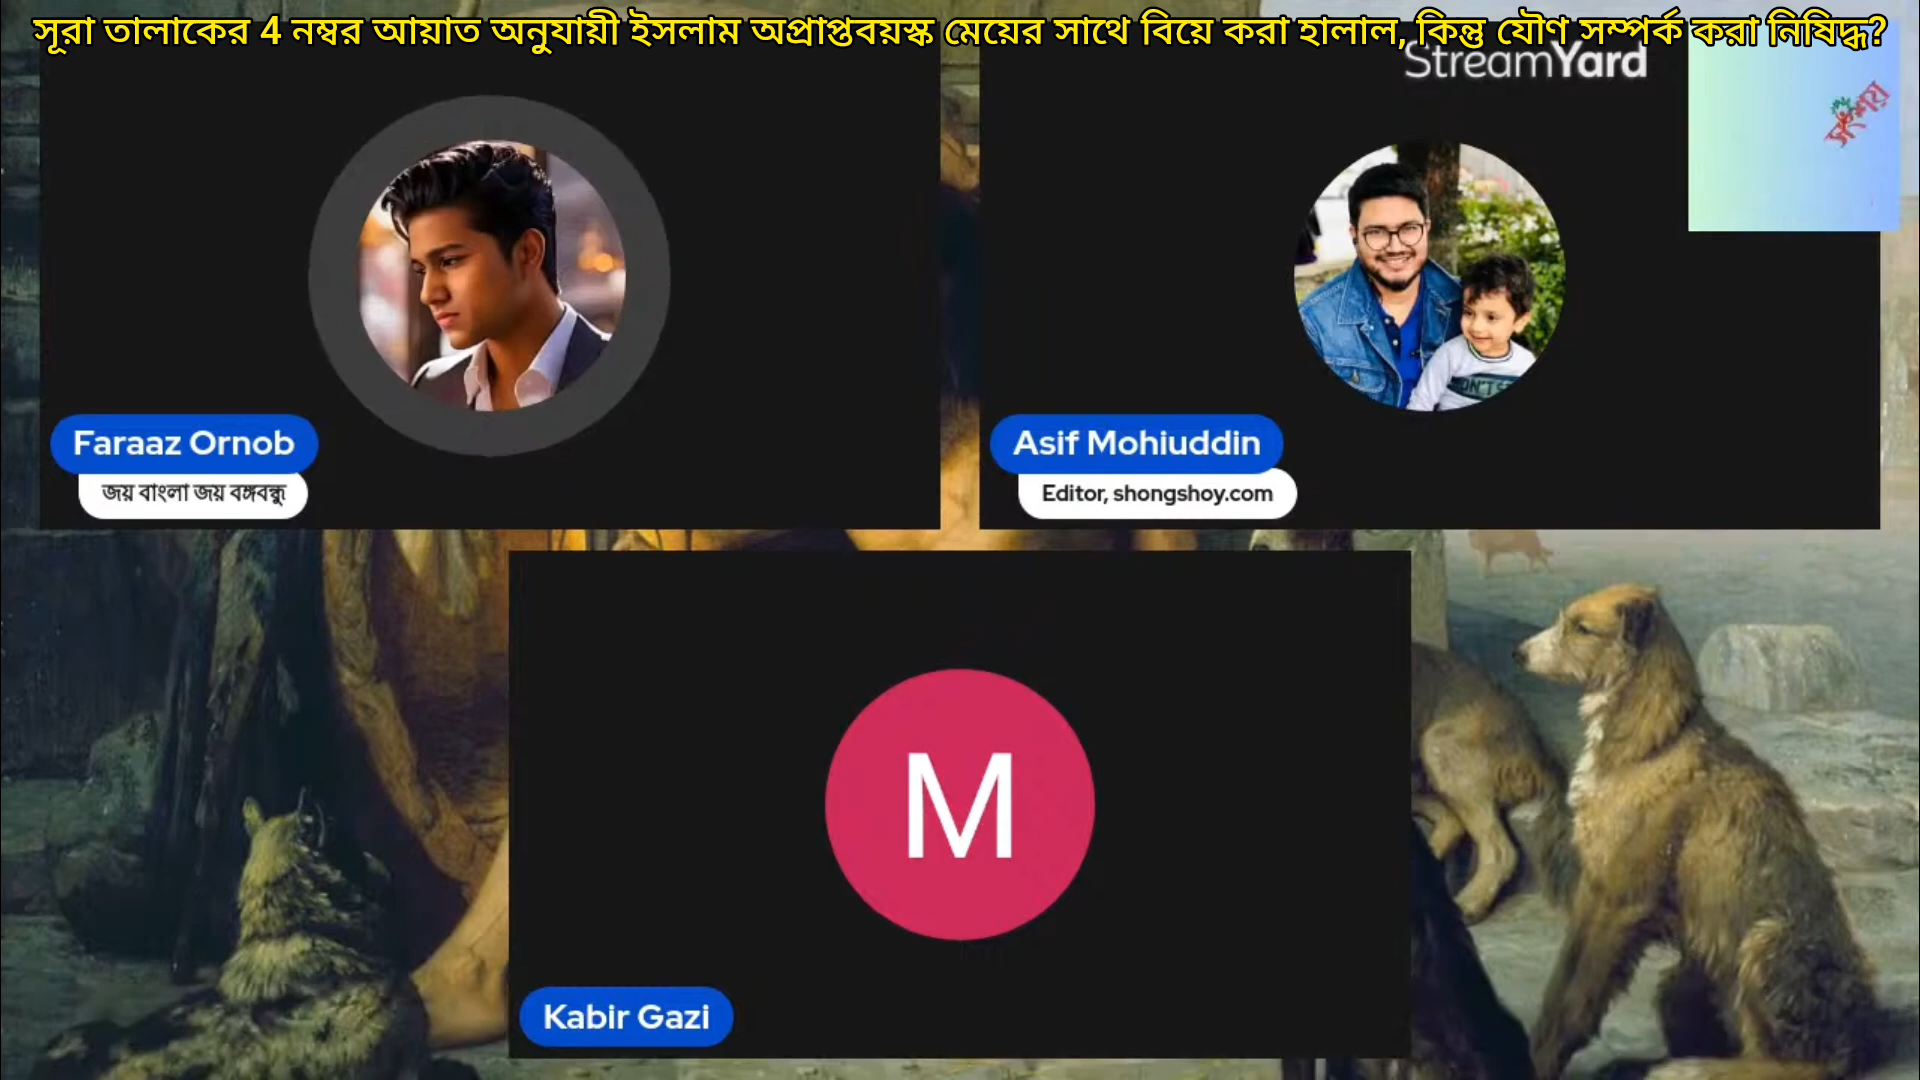 সূরা তালাকের 4 নম্বর আয়াত অনুযায়ী ইসলাম অপ্রাপ্তবয়স্ক মেয়ের সাথে বিয়ে করা হালাল, কিন্তু যৌণ সম্পর্ক করা নিষিদ্ধ?
StreamYard
সংশয়
Faraaz Ornob
জয় বাংলা জয় বঙ্গবন্ধু
Asif Mohiuddin
Editor, shongshoy.com
M
Kabir Gazi